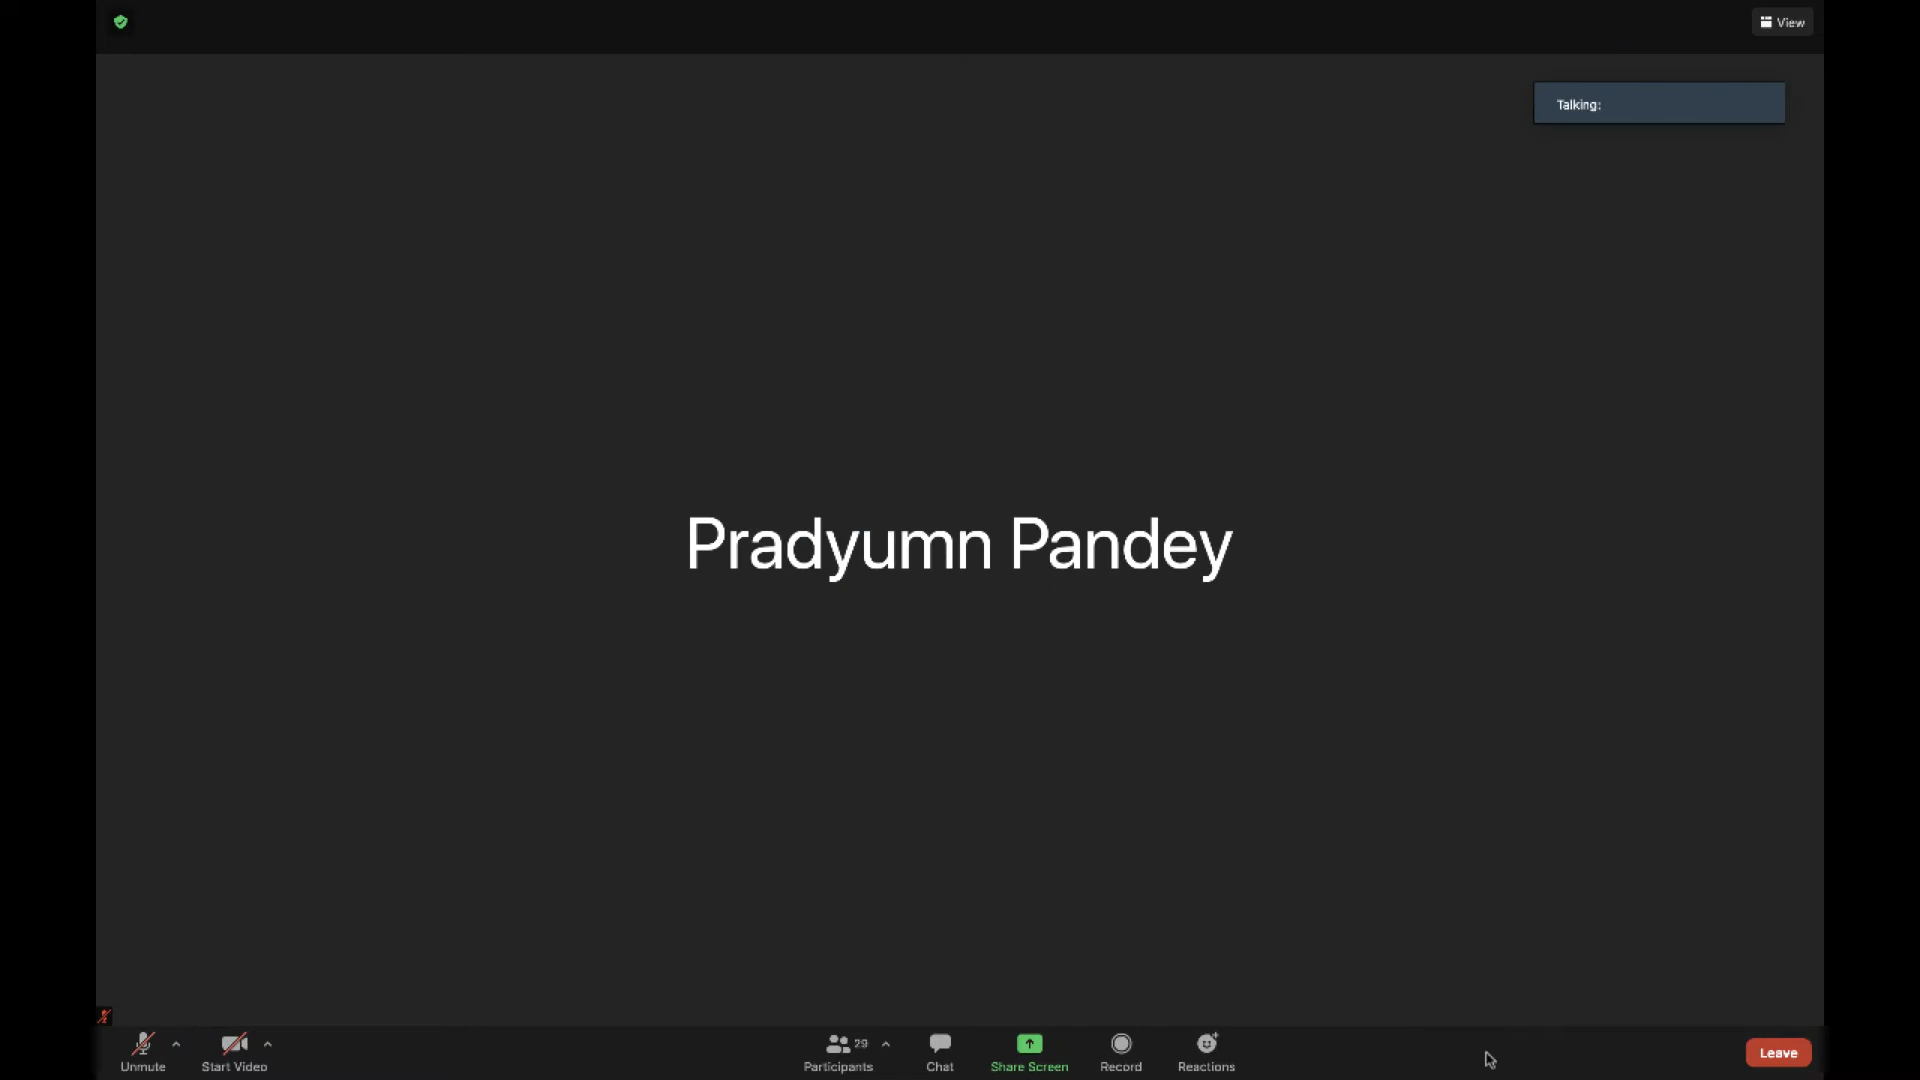 View
Talking:
Pradyumn Pandey
29
Unmute
Start Video
Participants
Chat
Share Screen
Record
Reactions
Leave